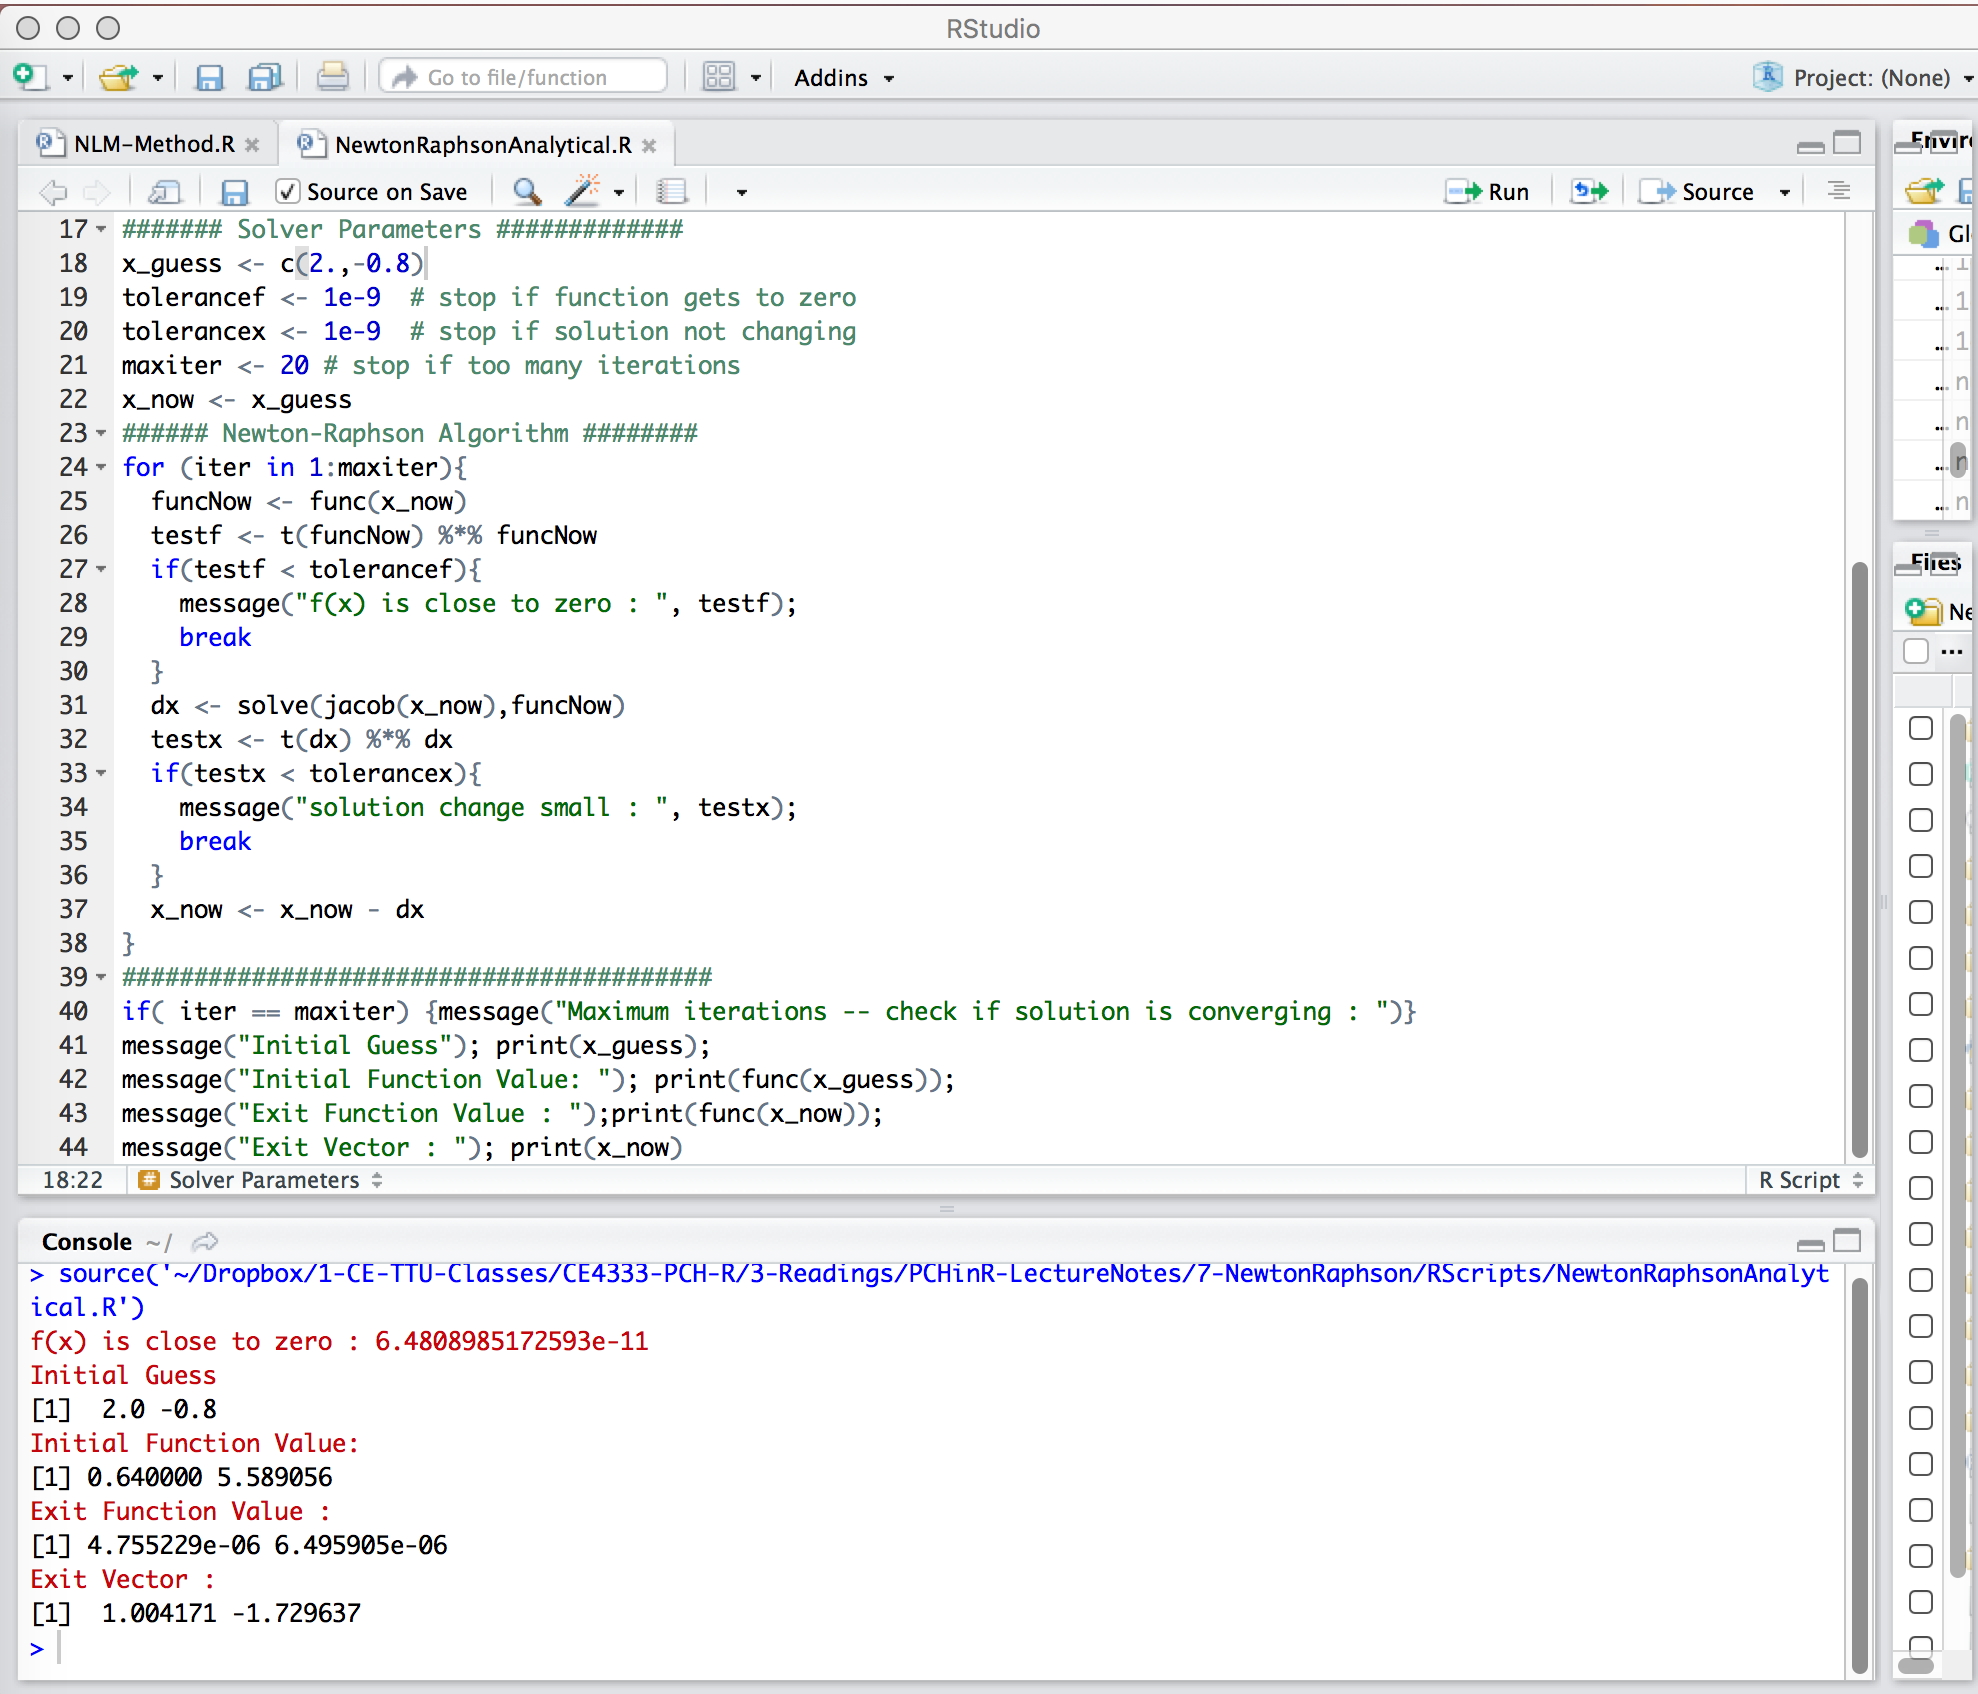 RStudio
Go to file/function
Addins
Project: (None)
NLM-Method.R
NewtonRaphsonAnalytical.R
Source on Save
Run
Source
17 ####### Solver Parameters #############
18 x_guess <- c(2.,-0.8)
19 tolerancef <- 1e-9  # stop if function gets to zero
20 tolerancex <- 1e-9  # stop if solution not changing
21 maxiter <- 20 # stop if too many iterations
22 x_now <- x_guess
23 ###### Newton-Raphson Algorithm ########
24 for (iter in 1:maxiter){
25   funcNow <- func(x_now)
26   testf <- t(funcNow) %*% funcNow
27   if(testf < tolerancef){
28     message("f(x) is close to zero : ", testf);
29     break
30   }
31   dx <- solve(jacob(x_now),funcNow)
32   testx <- t(dx) %*% dx
33   if(testx < tolerancex){
34     message("solution change small : ", testx);
35     break
36   }
37   x_now <- x_now - dx
38 }
39 #########################################
40 if( iter == maxiter) {message("Maximum iterations -- check if solution is converging : ")}
41 message("Initial Guess"); print(x_guess);
42 message("Initial Function Value: "); print(func(x_guess));
43 message("Exit Function Value : ");print(func(x_now));
44 message("Exit Vector : "); print(x_now)
18:22
Solver Parameters
R Script
Console ~/
> source('~/Dropbox/1-CE-TTU-Classes/CE4333-PCH-R/3-Readings/PCHinR-LectureNotes/7-NewtonRaphson/RScripts/NewtonRaphsonAnalyt
ical.R')
f(x) is close to zero : 6.4808985172593e-11
Initial Guess
[1]  2.0 -0.8
Initial Function Value:
[1] 0.640000 5.589056
Exit Function Value :
[1] 4.755229e-06 6.495905e-06
Exit Vector :
[1]  1.004171 -1.729637
>
Files